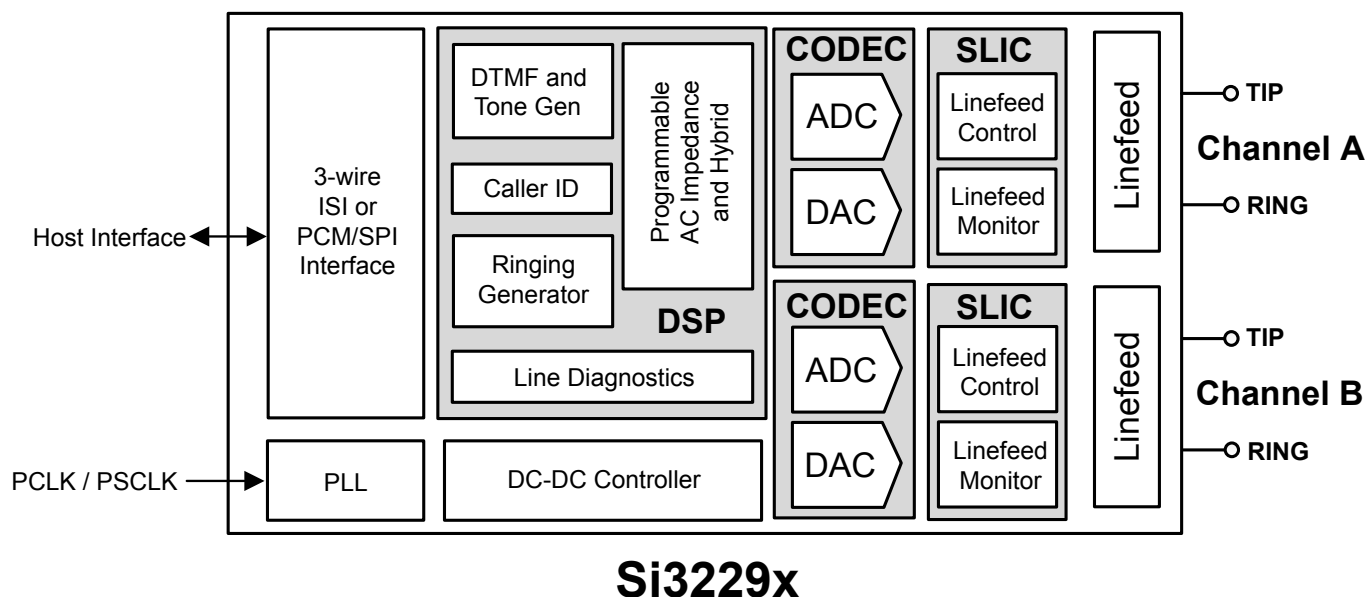 Host Interface
PCLK / PSCLK
3-wire
ISI or
PCM/SPI
Interface
PLL
DTMF and
Tone Gen
Caller ID
Ringing
Generator
Programmable
AC Impedance
and Hybrid
DSP
Line Diagnostics
DC-DC Controller
CODEC
ADC
DAC
SLIC
Linefeed
Control
Linefeed
Monitor
Linefeed
TIP
Channel A
RING
CODEC
ADC
DAC
SLIC
Linefeed
Control
Linefeed
Monitor
Linefeed
TIP
Channel B
RING
Si3229x